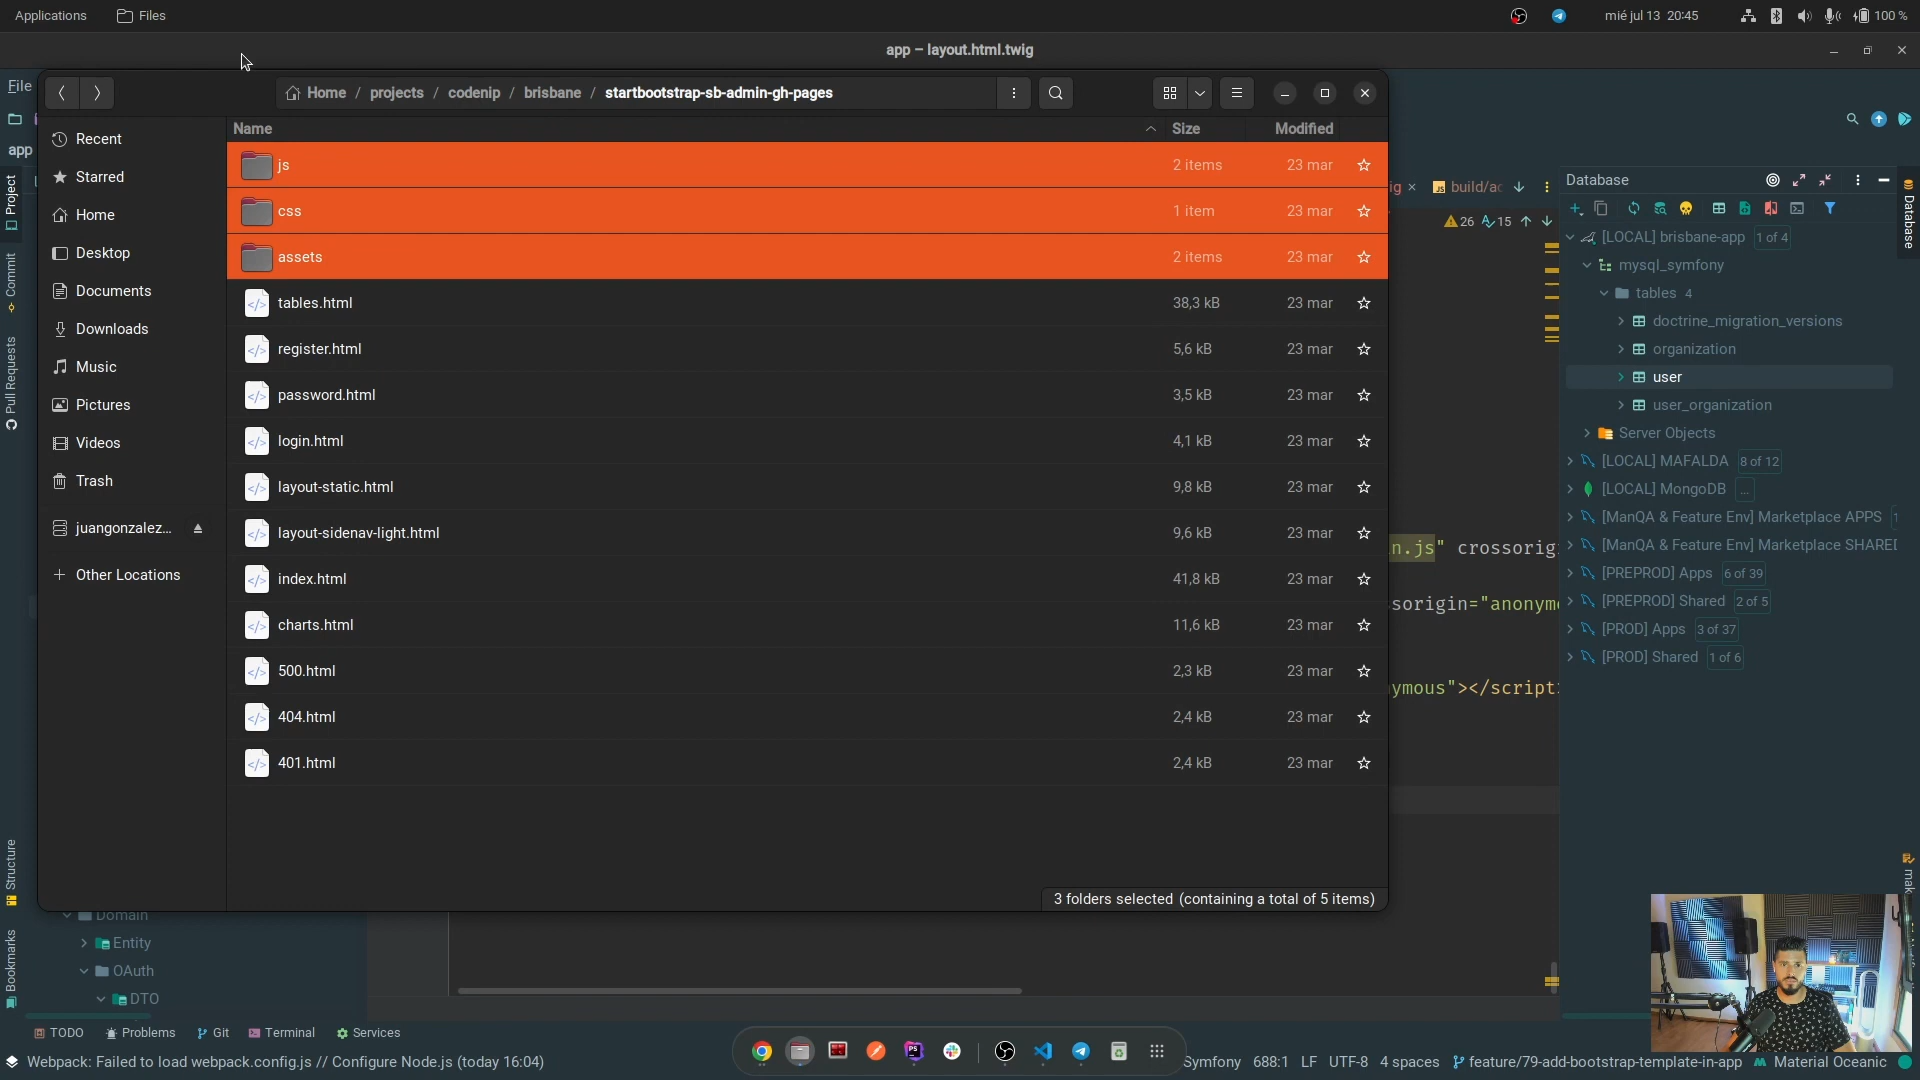 Applications
Files
mié jul 13 20:45
100 %
app – layout.html.twig
File
Home / projects / codenip / brisbane / startbootstrap-sb-admin-gh-pages
app
Project
Commit
Pull Requests
Structure
Bookmarks
Recent
Starred
Home
Desktop
Documents
Downloads
Music
Pictures
Videos
Trash
juangonzalez...
Other Locations
Name Size Modified
js 2 items 23 mar
css 1 item 23 mar
assets 2 items 23 mar
tables.html 38,3 kB 23 mar
register.html 5,6 kB 23 mar
password.html 3,5 kB 23 mar
login.html 4,1 kB 23 mar
layout-static.html 9,8 kB 23 mar
layout-sidenav-light.html 9,6 kB 23 mar
index.html 41,8 kB 23 mar
charts.html 11,6 kB 23 mar
500.html 2,3 kB 23 mar
404.html 2,4 kB 23 mar
401.html 2,4 kB 23 mar
3 folders selected (containing a total of 5 items)
ig
build/ac
26 15
n.js" crossorig
sorigin="anonym
ymous"></script>
Database
Database
[LOCAL] brisbane-app 1 of 4
mysql_symfony
tables 4
doctrine_migration_versions
organization
user
user_organization
Server Objects
[LOCAL] MAFALDA 8 of 12
[LOCAL] MongoDB ...
[ManQA & Feature Env] Marketplace APPS 1
[ManQA & Feature Env] Marketplace SHARED
[PREPROD] Apps 6 of 39
[PREPROD] Shared 2 of 5
[PROD] Apps 3 of 37
[PROD] Shared 1 of 6
mak
Domain
Entity
OAuth
DTO
TODO Problems Git Terminal Services
Webpack: Failed to load webpack.config.js // Configure Node.js (today 16:04)
Symfony 688:1 LF UTF-8 4 spaces feature/79-add-bootstrap-template-in-app Material Oceanic